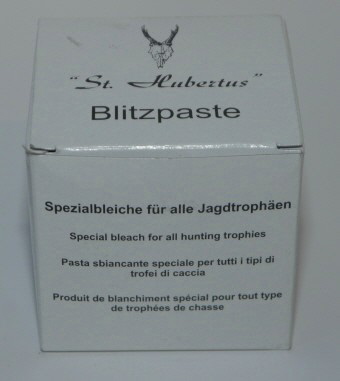 "St. Hubertus"
Blitzpaste
Spezialbleiche für alle Jagdtrophäen
Special bleach for all hunting trophies
Pasta sbiancante speciale per tutti i tipi di
trofei di caccia
Produit de blanchiment spécial pour tout type
de trophées de chasse